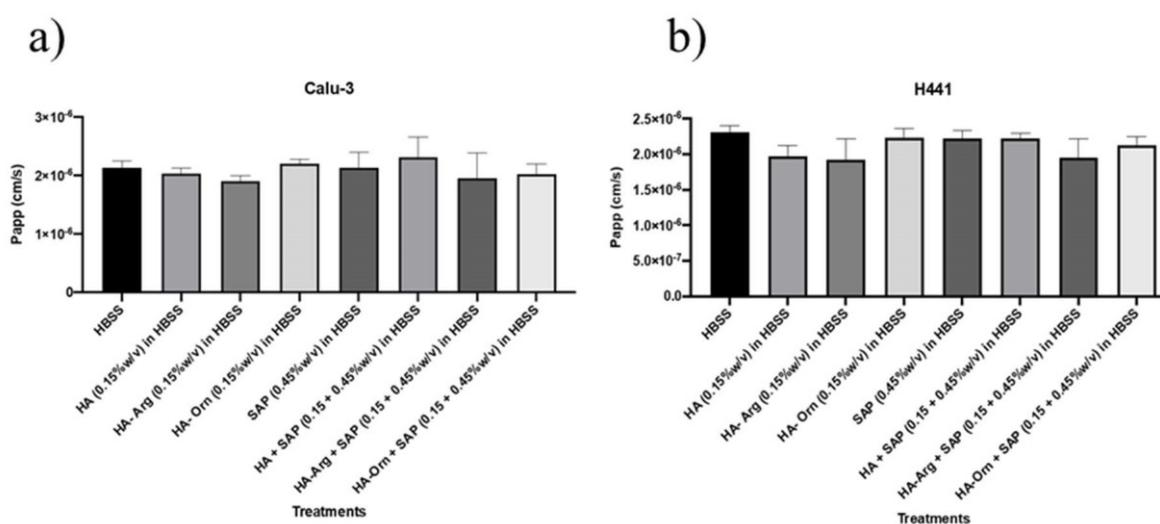 a)
Calu-3
Papp (cm/s)
3×10⁻⁶
2×10⁻⁶
1×10⁻⁶
0
HBSS
HA (0.15%w/v) in HBSS
HA- Arg (0.15%w/v) in HBSS
HA- Orn (0.15%w/v) in HBSS
SAP (0.45%w/v) in HBSS
HA + SAP (0.15 + 0.45%w/v) in HBSS
HA-Arg + SAP (0.15 + 0.45%w/v) in HBSS
HA-Orn + SAP (0.15 + 0.45%w/v) in HBSS
Treatments
b)
H441
Papp (cm/s)
2.5×10⁻⁶
2.0×10⁻⁶
1.5×10⁻⁶
1.0×10⁻⁶
5.0×10⁻⁷
0.0
HBSS
HA (0.15%w/v) in HBSS
HA- Arg (0.15%w/v) in HBSS
HA- Orn (0.15%w/v) in HBSS
SAP (0.45%w/v) in HBSS
HA + SAP (0.15 + 0.45%w/v) in HBSS
HA-Arg + SAP (0.15 + 0.45%w/v) in HBSS
HA-Orn + SAP (0.15 + 0.45%w/v) in HBSS
Treatments